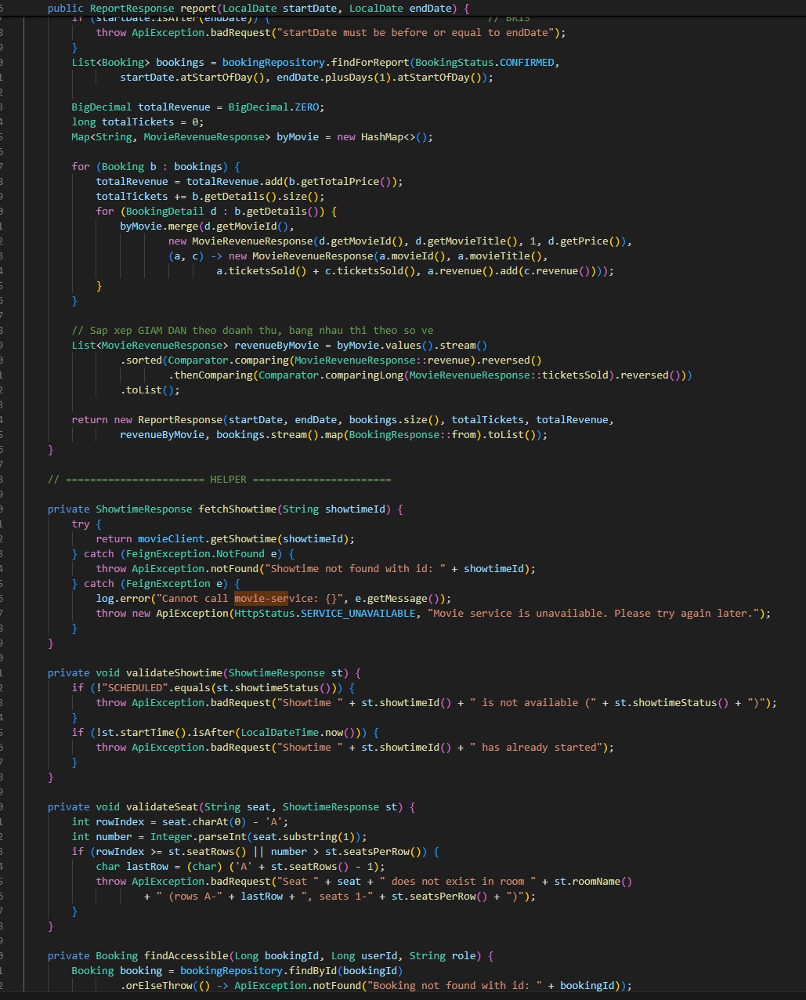 public ReportResponse report(LocalDate startDate, LocalDate endDate) {
if (startDate.isAfter(endDate)) { // BR13
throw ApiException.badRequest("startDate must be before or equal to endDate");
}
List<Booking> bookings = bookingRepository.findForReport(BookingStatus.CONFIRMED,
startDate.atStartOfDay(), endDate.plusDays(1).atStartOfDay());
BigDecimal totalRevenue = BigDecimal.ZERO;
long totalTickets = 0;
Map<String, MovieRevenueResponse> byMovie = new HashMap<>();
for (Booking b : bookings) {
totalRevenue = totalRevenue.add(b.getTotalPrice());
totalTickets += b.getDetails().size();
for (BookingDetail d : b.getDetails()) {
byMovie.merge(d.getMovieId(),
new MovieRevenueResponse(d.getMovieId(), d.getMovieTitle(), 1, d.getPrice()),
(a, c) -> new MovieRevenueResponse(a.movieId(), a.movieTitle(),
a.ticketsSold() + c.ticketsSold(), a.revenue().add(c.revenue())));
}
}
// Sap xep GIAM DAN theo doanh thu, bang nhau thi theo so ve
List<MovieRevenueResponse> revenueByMovie = byMovie.values().stream()
.sorted(Comparator.comparing(MovieRevenueResponse::revenue).reversed()
.thenComparing(Comparator.comparingLong(MovieRevenueResponse::ticketsSold).reversed()))
.toList();
return new ReportResponse(startDate, endDate, bookings.size(), totalTickets, totalRevenue,
revenueByMovie, bookings.stream().map(BookingResponse::from).toList());
}
// ======================= HELPER =======================
private ShowtimeResponse fetchShowtime(String showtimeId) {
try {
return movieClient.getShowtime(showtimeId);
} catch (FeignException.NotFound e) {
throw ApiException.notFound("Showtime not found with id: " + showtimeId);
} catch (FeignException e) {
log.error("Cannot call movie-service: {}", e.getMessage());
throw new ApiException(HttpStatus.SERVICE_UNAVAILABLE, "Movie service is unavailable. Please try again later.");
}
}
private void validateShowtime(ShowtimeResponse st) {
if (!"SCHEDULED".equals(st.showtimeStatus())) {
throw ApiException.badRequest("Showtime " + st.showtimeId() + " is not available (" + st.showtimeStatus() + ")");
}
if (!st.startTime().isAfter(LocalDateTime.now())) {
throw ApiException.badRequest("Showtime " + st.showtimeId() + " has already started");
}
}
private void validateSeat(String seat, ShowtimeResponse st) {
int rowIndex = seat.charAt(0) - 'A';
int number = Integer.parseInt(seat.substring(1));
if (rowIndex >= st.seatRows() || number > st.seatsPerRow()) {
char lastRow = (char) ('A' + st.seatRows() - 1);
throw ApiException.badRequest("Seat " + seat + " does not exist in room " + st.roomName()
+ " (rows A-" + lastRow + ", seats 1-" + st.seatsPerRow() + ")");
}
}
private Booking findAccessible(Long bookingId, Long userId, String role) {
Booking booking = bookingRepository.findById(bookingId)
.orElseThrow(() -> ApiException.notFound("Booking not found with id: " + bookingId));